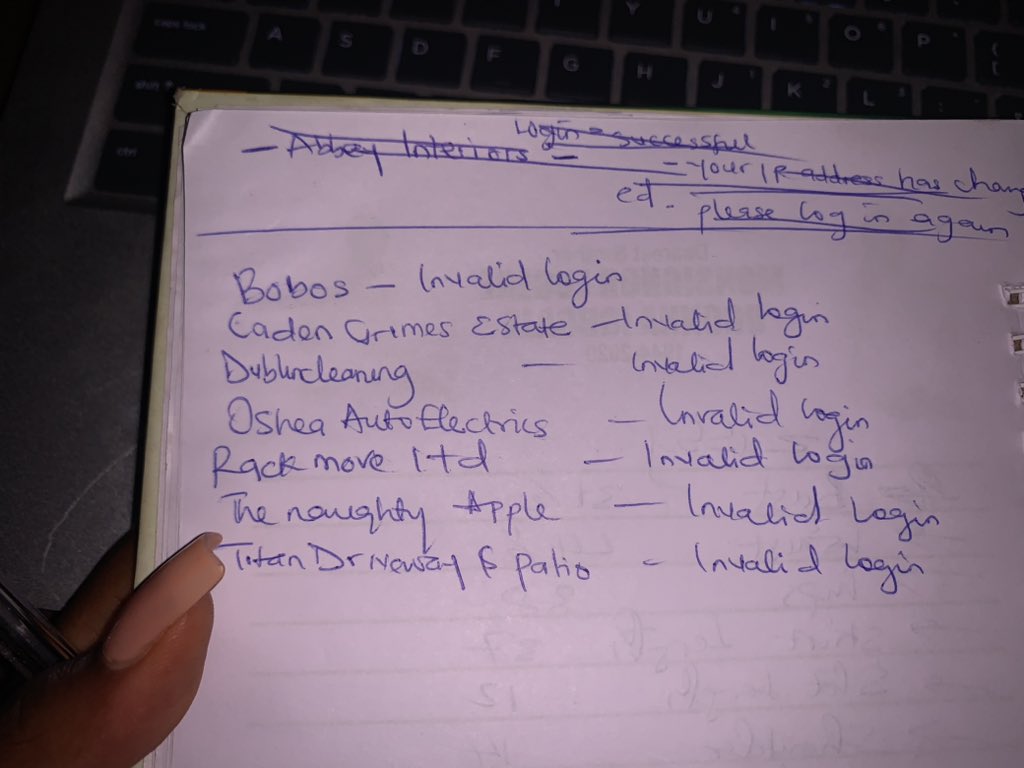 caps lock
A S D F G H J K L
Y U I O P
shift
ctrl
Login - successful
- Abbey Interiors -
- Your IP address has chang
ed. please log in again
Bobos - Invalid login
Caden Grimes Estate - Invalid login
Dublincleaning - Invalid login
Oshea Auto Electrics - Invalid login
Rack move ltd - Invalid login
The naughty Apple - Invalid Login
Titan Driveway & patio - Invalid login